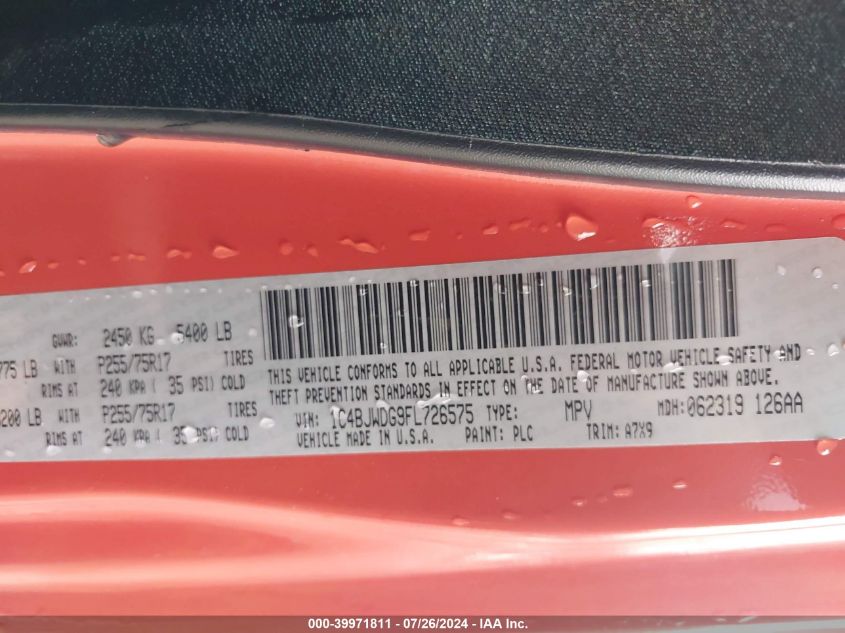 GVWR: 2450 KG 5400 LB
775 LB WITH P255/75R17 TIRES
RIMS AT 240 KPA ( 35 PSI) COLD
200 LB WITH P255/75R17 TIRES
RIMS AT 240 KPA ( 35 PSI) COLD
THIS VEHICLE CONFORMS TO ALL APPLICABLE U.S.A. FEDERAL MOTOR VEHICLE SAFETY AND
THEFT PREVENTION STANDARDS IN EFFECT ON THE DATE OF MANUFACTURE SHOWN ABOVE.
VIN: 1C4BJWDG9FL726575 TYPE: MPV MDH: 062319 126AA
VEHICLE MADE IN U.S.A. PAINT: PLC TRIM: A7X9
000-39971811 - 07/26/2024 - IAA Inc.